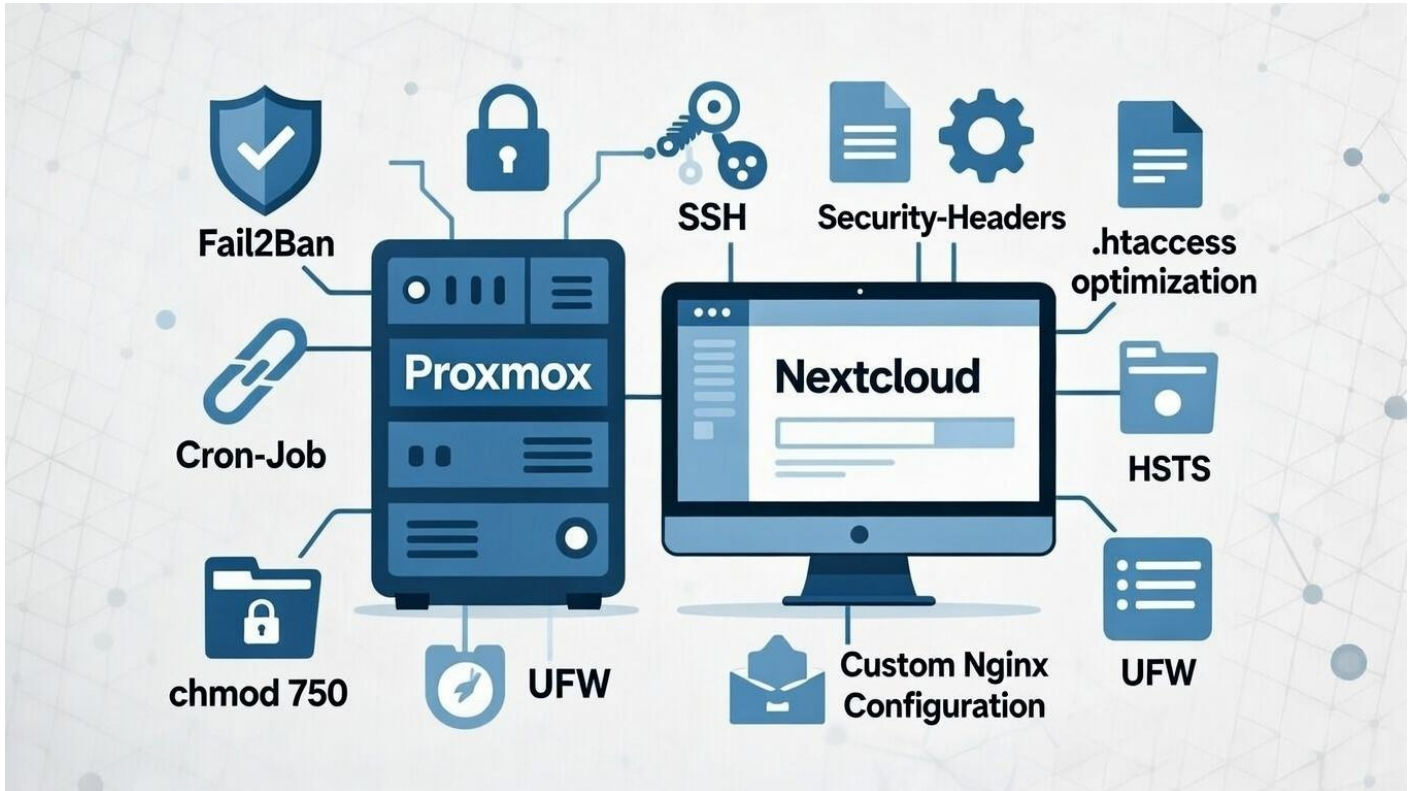 Fail2Ban
SSH
Security-Headers
.htaccess
optimization
Proxmox
Nextcloud
Cron-Job
HSTS
chmod 750
UFW
Custom Nginx
Configuration
UFW